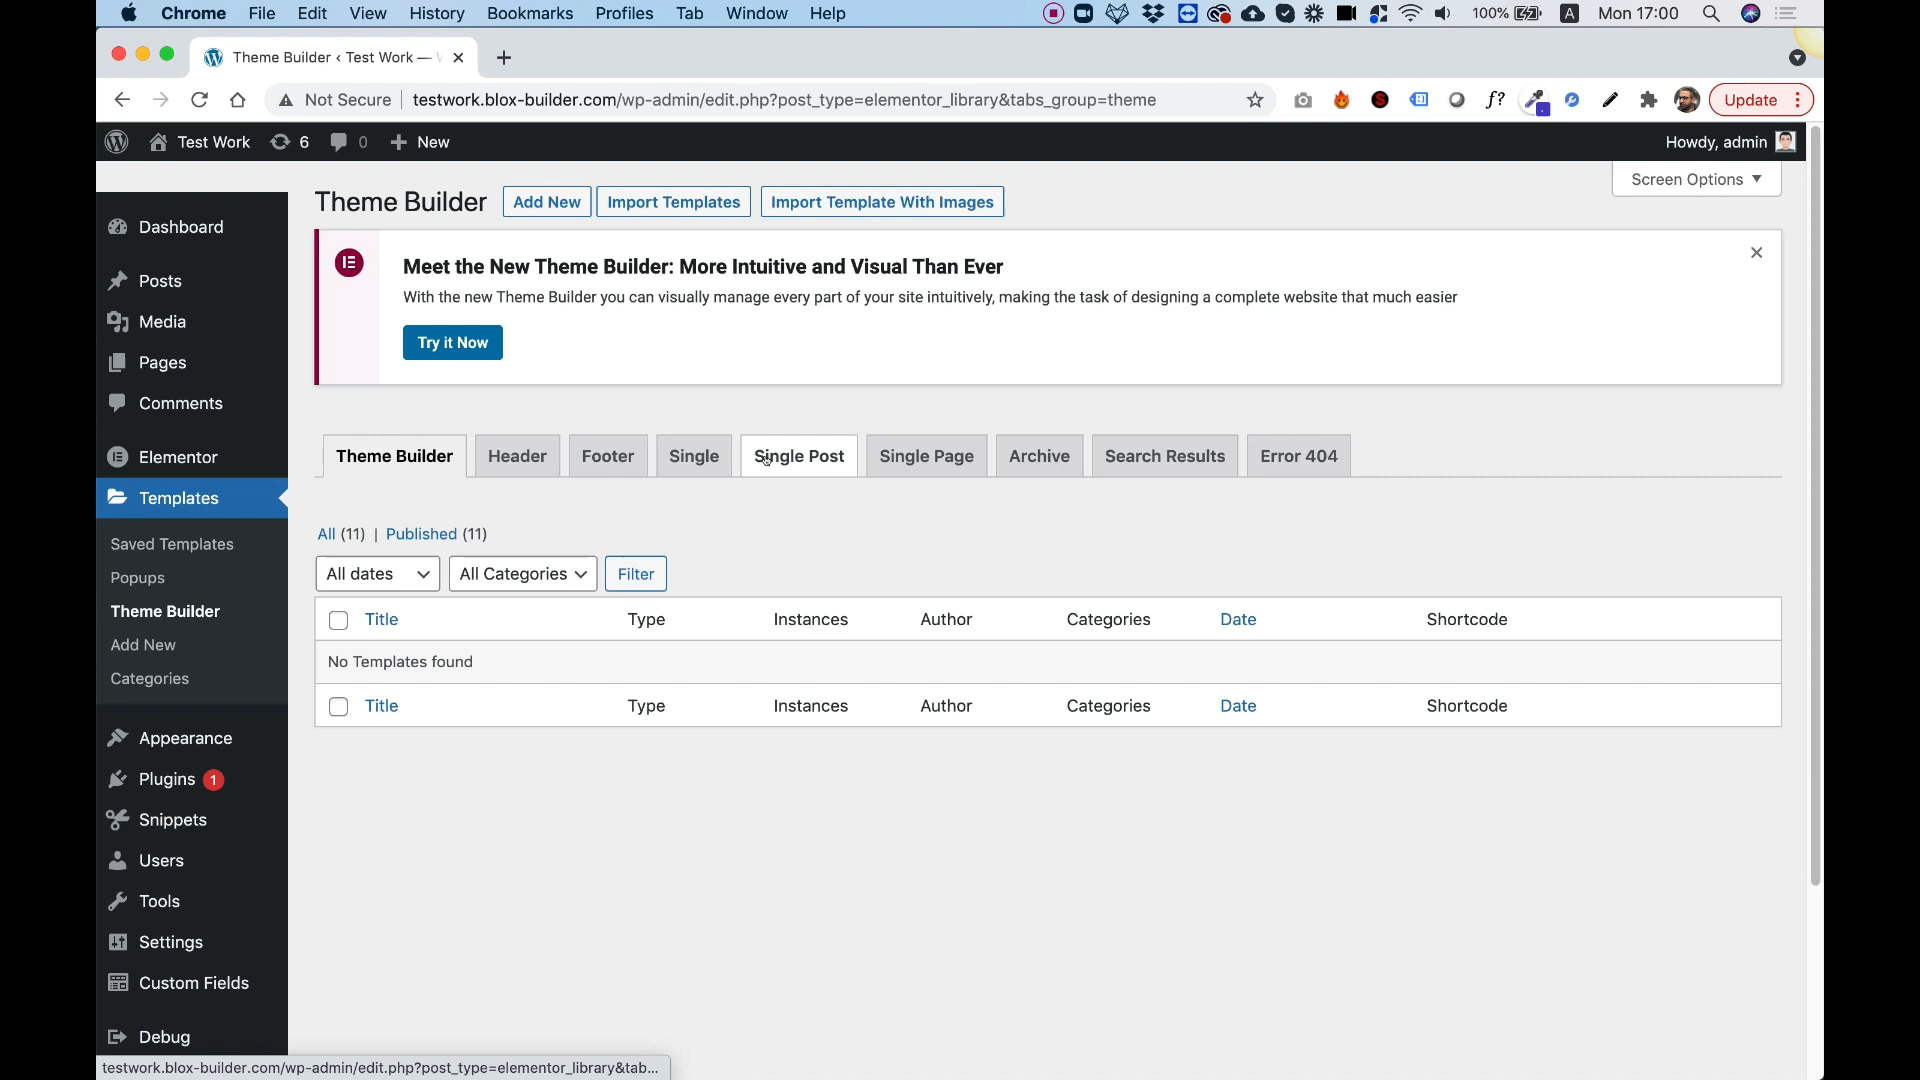 Chrome File Edit View History Bookmarks Profiles Tab Window Help 100% A Mon 17:00
Theme Builder ‹ Test Work —
Not Secure testwork.blox-builder.com/wp-admin/edit.php?post_type=elementor_library&tabs_group=theme f? Update
Test Work 6 0 New Howdy, admin
Screen Options
Theme Builder Add New Import Templates Import Template With Images
Meet the New Theme Builder: More Intuitive and Visual Than Ever
With the new Theme Builder you can visually manage every part of your site intuitively, making the task of designing a complete website that much easier
Try it Now
Dashboard
Posts
Media
Pages
Comments
Elementor
Templates
Saved Templates
Popups
Theme Builder
Add New
Categories
Appearance
Plugins 1
Snippets
Users
Tools
Settings
Custom Fields
Debug
Theme Builder Header Footer Single Single Post Single Page Archive Search Results Error 404
All (11) | Published (11)
All dates All Categories Filter
Title Type Instances Author Categories Date Shortcode
No Templates found
Title Type Instances Author Categories Date Shortcode
testwork.blox-builder.com/wp-admin/edit.php?post_type=elementor_library&tab...